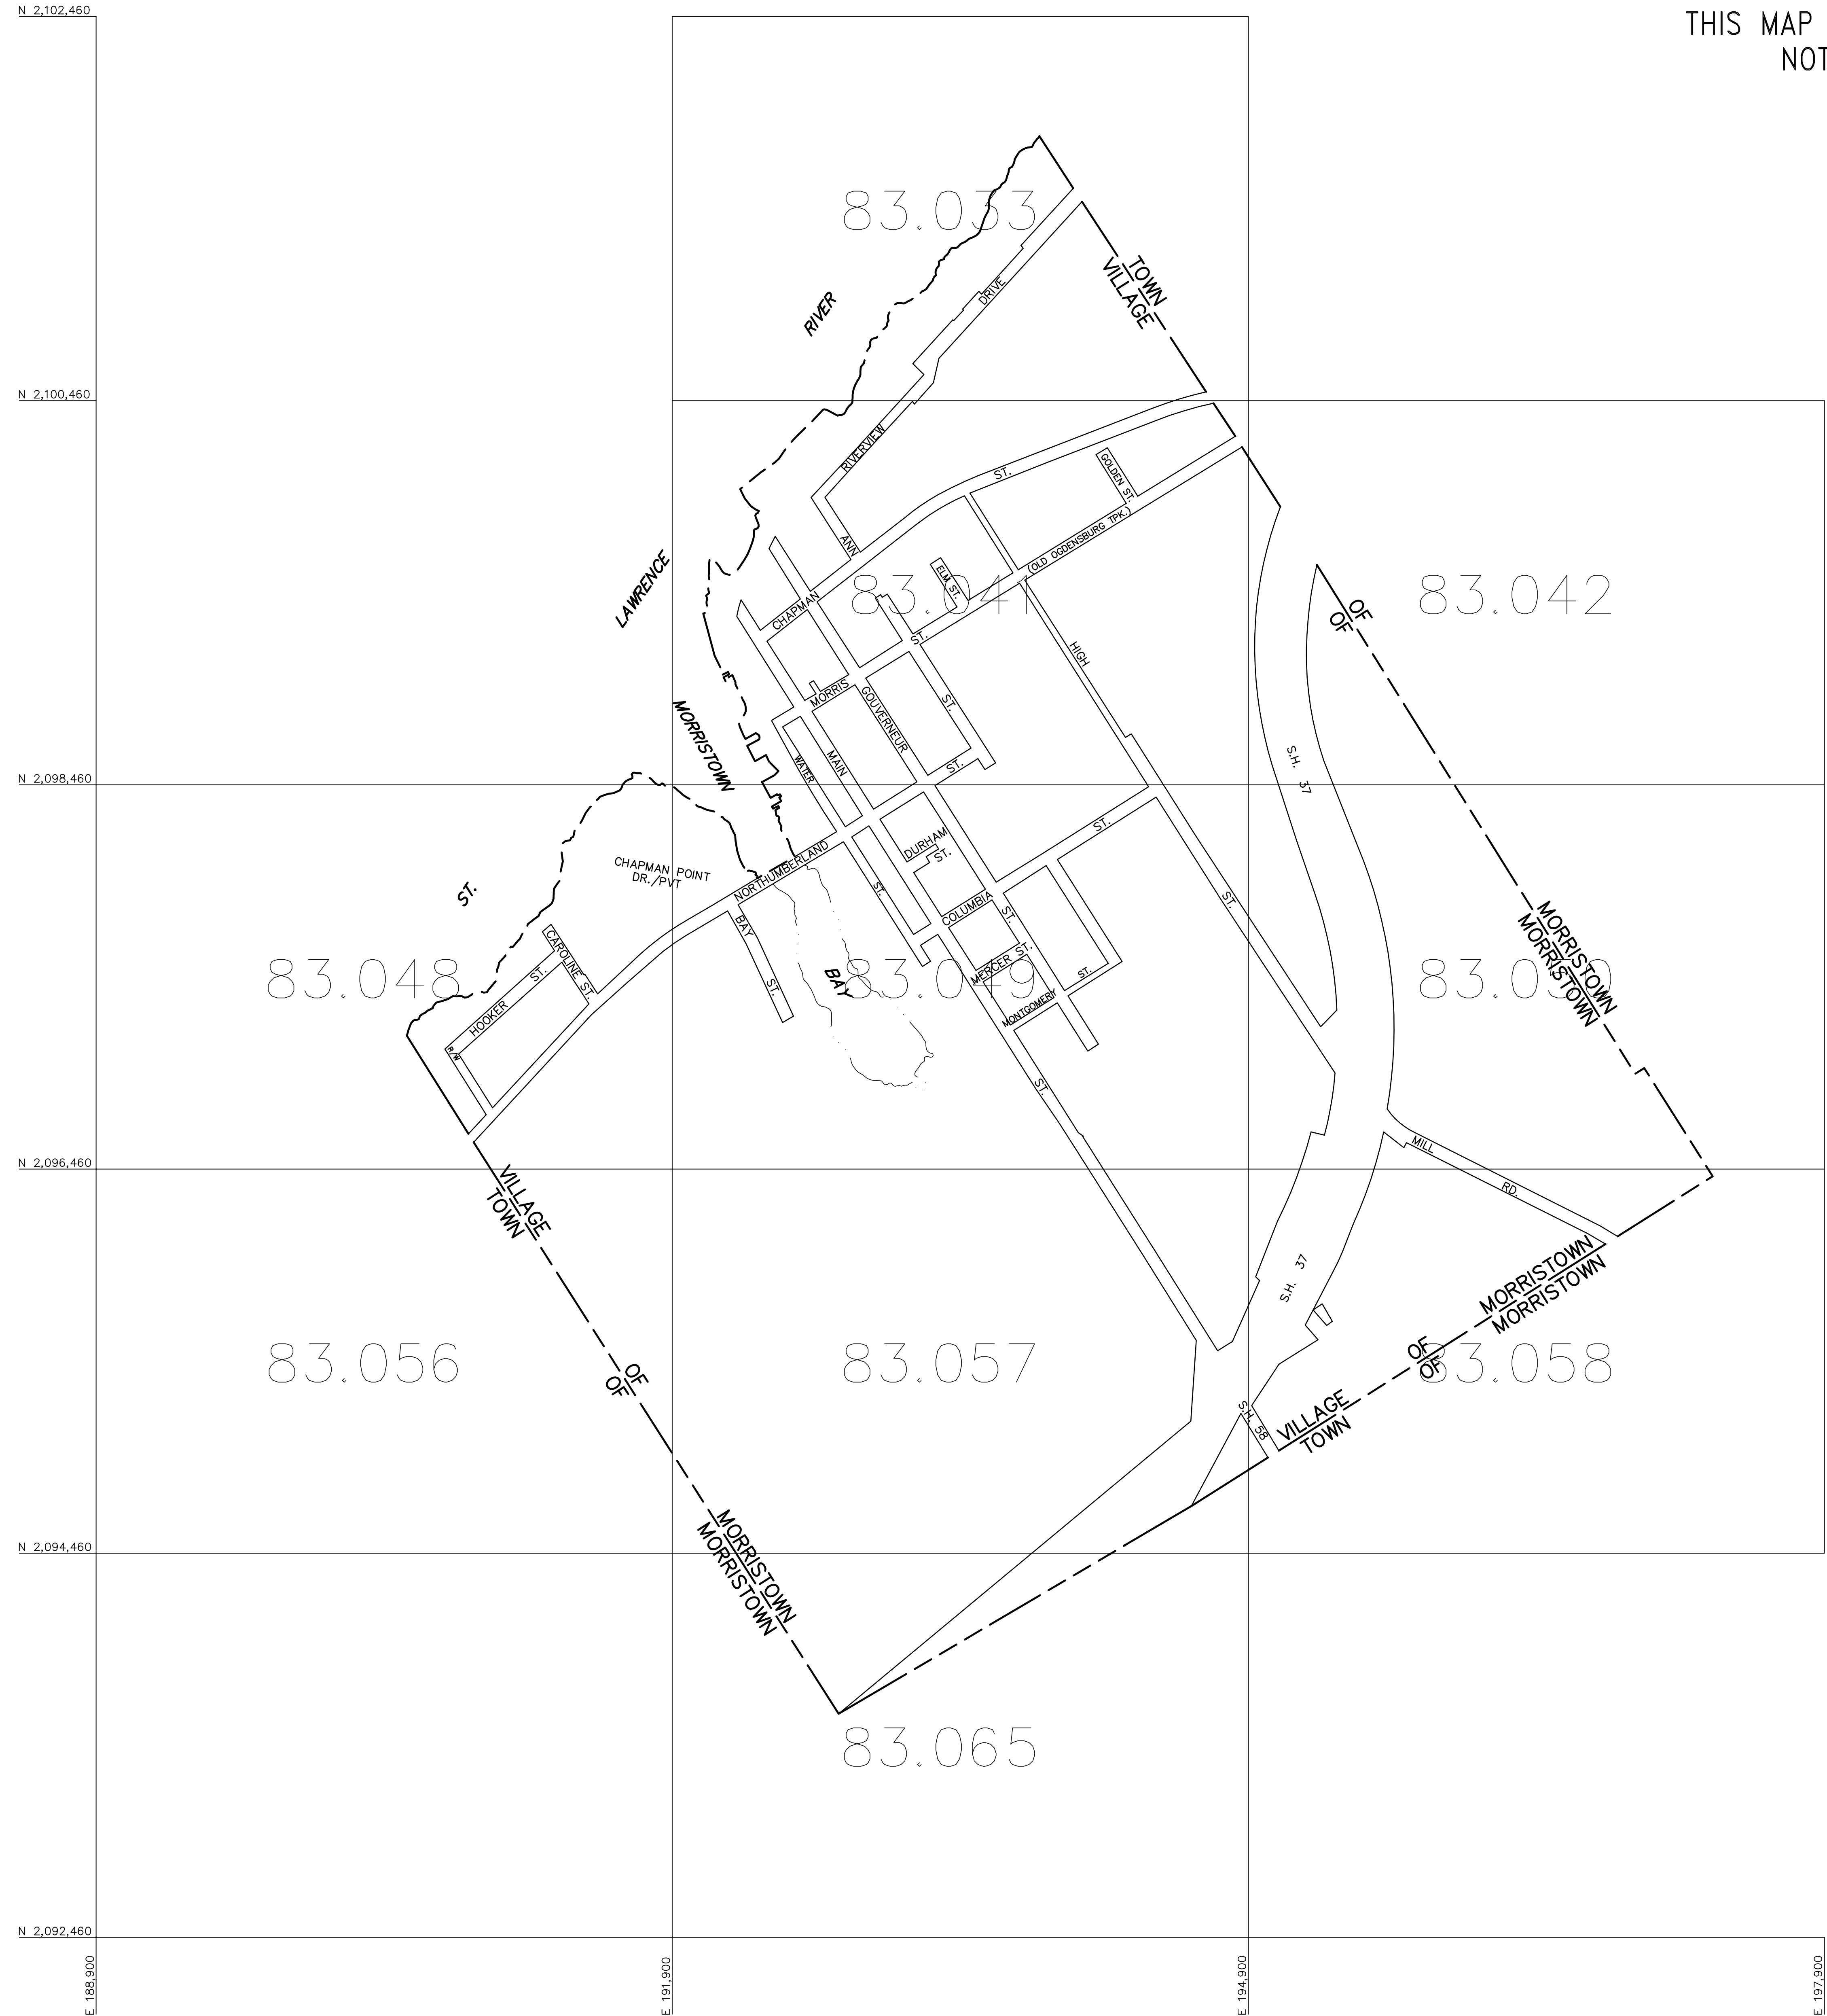 N 2,102,460
THIS MAP
NOT
83.033
RIVER
DRIVE
TOWN
VILLAGE
N 2,100,460
RIVERVIEW
ST.
GOLDEN ST.
(OLD OGDENSBURG TPK.)
ANN
ELM. ST.
LAWRENCE
CHAPMAN
83.041
83.042
OF
OF
ST.
HIGH
MORRIS
GOUVERNEUR
ST.
MORRISTOWN
MAIN
WATER
ST.
S.H. 37
N 2,098,460
ST.
DURHAM
ST.
NORTHUMBERLAND
CHAPMAN POINT
DR./PVT
ST.
ST.
ST.
COLUMBIA
ST.
BAY
ST.
MORRISTOWN
MORRISTOWN
CAROLINE ST.
HOOKER ST.
R/W
83.048
BAY
83.049
MERCER ST.
ST.
MONTGOMERY
83.050
ST.
N 2,096,460
MILL
RD.
VILLAGE
TOWN
S.H. 37
MORRISTOWN
MORRISTOWN
83.056
83.057
83.058
OF
OF
OF
OF
S.H. 58
VILLAGE
TOWN
N 2,094,460
MORRISTOWN
MORRISTOWN
83.065
N 2,092,460
E 188,900
E 191,900
E 194,900
E 197,900